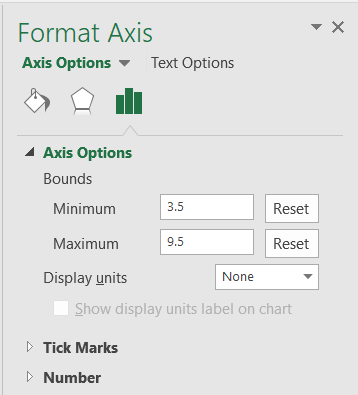 Format Axis
Axis Options Text Options
Axis Options
Bounds
Minimum 3.5 Reset
Maximum 9.5 Reset
Display units None
Show display units label on chart
Tick Marks
Number